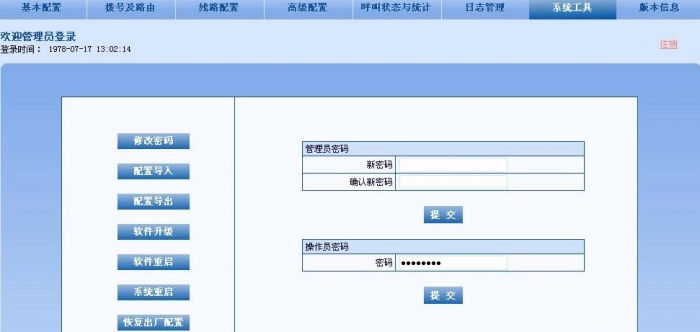 基本配置 拨号及路由 线路配置 高级配置 呼叫状态与统计 日志管理 系统工具 版本信息
欢迎管理员登录
登录时间： 1978-07-17 13:02:14
注销
修改密码
配置导入
配置导出
软件升级
软件重启
系统重启
恢复出厂配置
管理员密码
新密码
确认新密码
提 交
操作员密码
密码 ●●●●●●●●
提 交